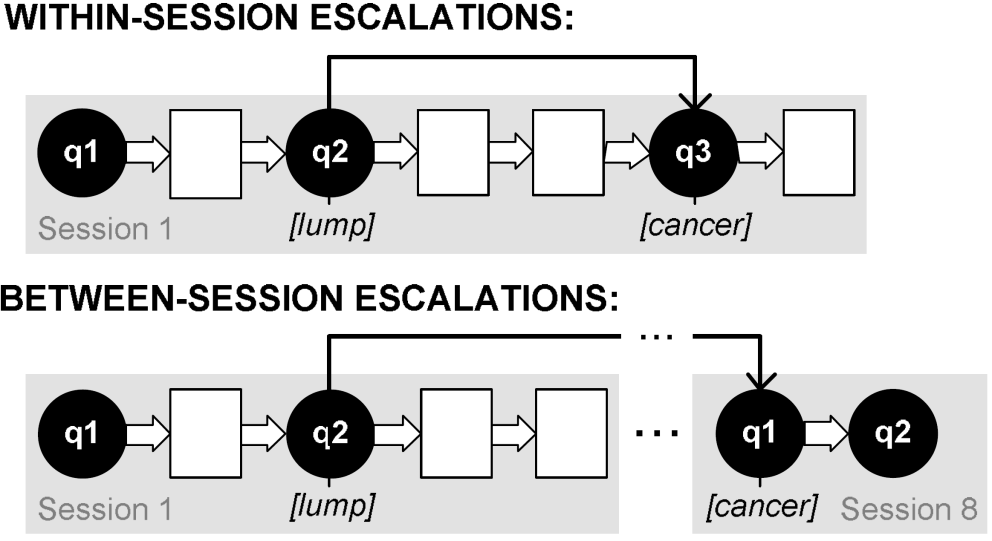 WITHIN-SESSION ESCALATIONS:
q1 q2 q3
Session 1 [lump] [cancer]
BETWEEN-SESSION ESCALATIONS:
...
q1 q2 ... q1 q2
Session 1 [lump] [cancer] Session 8